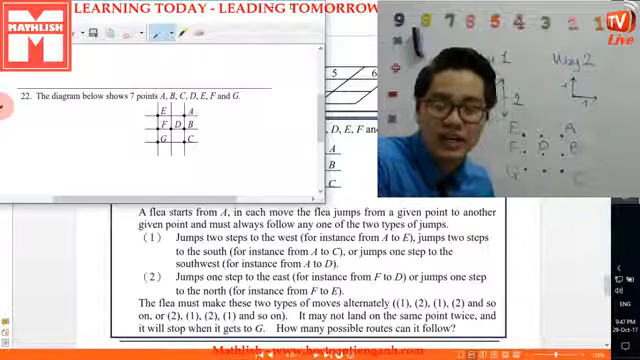 MATHLISH
LEARNING TODAY - LEADING TOMORROW
22. The diagram below shows 7 points A, B, C, D, E, F and G.
E A
F D B
G C
5 6
D, E, F and
A
B
C
9 8 7 6 5 4 3 2 1
TV
Live
1
Way 2
2
E A
F D B
G C
A flea starts from A, in each move the flea jumps from a given point to another
given point and must always follow any one of the two types of jumps.
(1) Jumps two steps to the west (for instance from A to E), jumps two steps
to the south (for instance from A to C), or jumps one step to the
southwest (for instance from A to D).
(2) Jumps one step to the east (for instance from F to D) or jumps one step
to the north (for instance from F to E).
The flea must make these two types of moves alternately ((1), (2), (1), (2) and so
on, or (2), (1), (2), (1) and so on). It may not land on the same point twice, and
it will stop when it gets to G. How many possible routes can it follow?
Mathlish - www.hoctoantienganh.com
9:47 PM
29-Oct-17